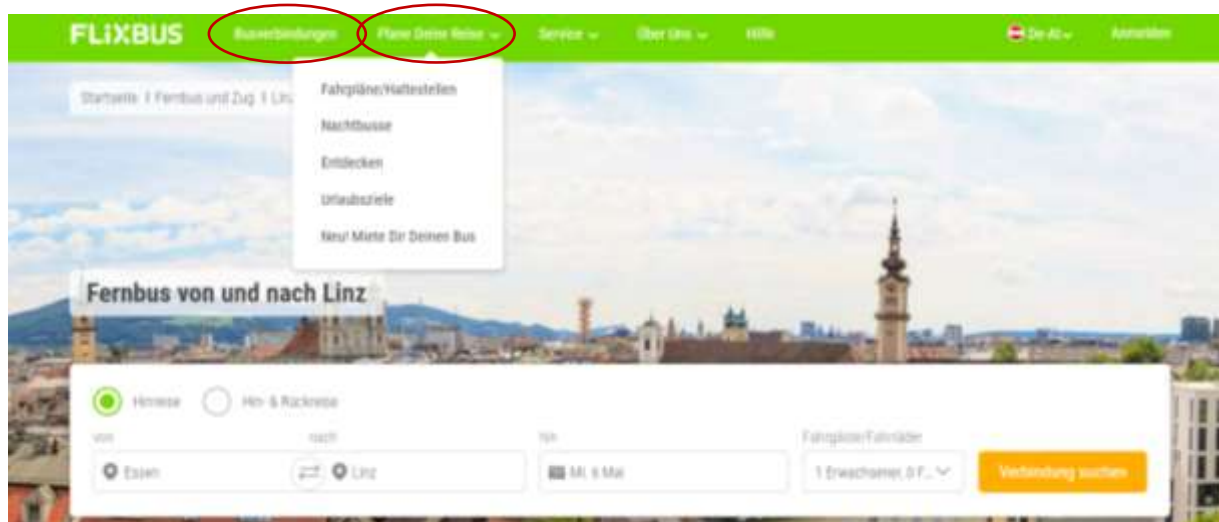 FLiXBUS Busverbindungen Plane Deine Reise Service Über Uns Hilfe De-At Anmelden
Startseite Fernbus und Zug Linz
Fahrpläne/Haltestellen
Nachtbusse
Entdecken
Urlaubsziele
Neu! Miete Dir Deinen Bus
Fernbus von und nach Linz
Hinreise Hin- & Rückreise
von nach hin Fahrgäste/Fahrräder
Essen Linz Mi, 6 Mai 1 Erwachsener, 0 F... Verbindung suchen